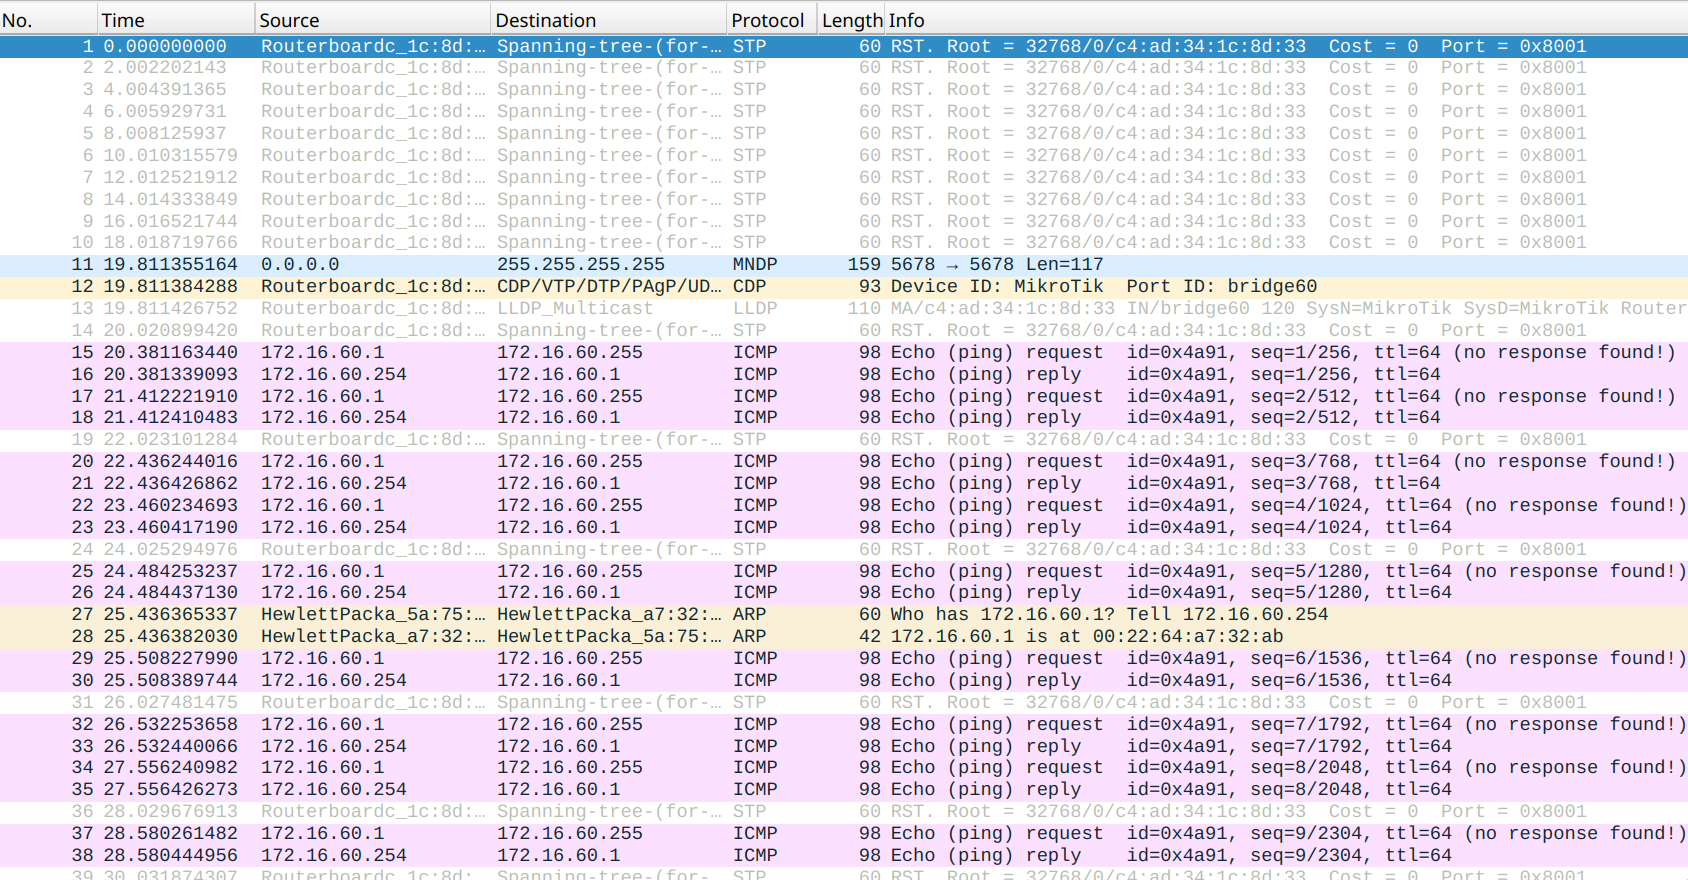 No. Time Source Destination Protocol Length Info
1 0.000000000 Routerboardc_1c:8d:… Spanning-tree-(for-… STP 60 RST. Root = 32768/0/c4:ad:34:1c:8d:33 Cost = 0 Port = 0x8001
2 2.002202143 Routerboardc_1c:8d:… Spanning-tree-(for-… STP 60 RST. Root = 32768/0/c4:ad:34:1c:8d:33 Cost = 0 Port = 0x8001
3 4.004391365 Routerboardc_1c:8d:… Spanning-tree-(for-… STP 60 RST. Root = 32768/0/c4:ad:34:1c:8d:33 Cost = 0 Port = 0x8001
4 6.005929731 Routerboardc_1c:8d:… Spanning-tree-(for-… STP 60 RST. Root = 32768/0/c4:ad:34:1c:8d:33 Cost = 0 Port = 0x8001
5 8.008125937 Routerboardc_1c:8d:… Spanning-tree-(for-… STP 60 RST. Root = 32768/0/c4:ad:34:1c:8d:33 Cost = 0 Port = 0x8001
6 10.010315579 Routerboardc_1c:8d:… Spanning-tree-(for-… STP 60 RST. Root = 32768/0/c4:ad:34:1c:8d:33 Cost = 0 Port = 0x8001
7 12.012521912 Routerboardc_1c:8d:… Spanning-tree-(for-… STP 60 RST. Root = 32768/0/c4:ad:34:1c:8d:33 Cost = 0 Port = 0x8001
8 14.014333849 Routerboardc_1c:8d:… Spanning-tree-(for-… STP 60 RST. Root = 32768/0/c4:ad:34:1c:8d:33 Cost = 0 Port = 0x8001
9 16.016521744 Routerboardc_1c:8d:… Spanning-tree-(for-… STP 60 RST. Root = 32768/0/c4:ad:34:1c:8d:33 Cost = 0 Port = 0x8001
10 18.018719766 Routerboardc_1c:8d:… Spanning-tree-(for-… STP 60 RST. Root = 32768/0/c4:ad:34:1c:8d:33 Cost = 0 Port = 0x8001
11 19.811355164 0.0.0.0 255.255.255.255 MNDP 159 5678 → 5678 Len=117
12 19.811384288 Routerboardc_1c:8d:… CDP/VTP/DTP/PAgP/UD… CDP 93 Device ID: MikroTik Port ID: bridge60
13 19.811426752 Routerboardc_1c:8d:… LLDP_Multicast LLDP 110 MA/c4:ad:34:1c:8d:33 IN/bridge60 120 SysN=MikroTik SysD=MikroTik Router
14 20.020899420 Routerboardc_1c:8d:… Spanning-tree-(for-… STP 60 RST. Root = 32768/0/c4:ad:34:1c:8d:33 Cost = 0 Port = 0x8001
15 20.381163440 172.16.60.1 172.16.60.255 ICMP 98 Echo (ping) request id=0x4a91, seq=1/256, ttl=64 (no response found!)
16 20.381339093 172.16.60.254 172.16.60.1 ICMP 98 Echo (ping) reply id=0x4a91, seq=1/256, ttl=64
17 21.412221910 172.16.60.1 172.16.60.255 ICMP 98 Echo (ping) request id=0x4a91, seq=2/512, ttl=64 (no response found!)
18 21.412410483 172.16.60.254 172.16.60.1 ICMP 98 Echo (ping) reply id=0x4a91, seq=2/512, ttl=64
19 22.023101284 Routerboardc_1c:8d:… Spanning-tree-(for-… STP 60 RST. Root = 32768/0/c4:ad:34:1c:8d:33 Cost = 0 Port = 0x8001
20 22.436244016 172.16.60.1 172.16.60.255 ICMP 98 Echo (ping) request id=0x4a91, seq=3/768, ttl=64 (no response found!)
21 22.436426862 172.16.60.254 172.16.60.1 ICMP 98 Echo (ping) reply id=0x4a91, seq=3/768, ttl=64
22 23.460234693 172.16.60.1 172.16.60.255 ICMP 98 Echo (ping) request id=0x4a91, seq=4/1024, ttl=64 (no response found!)
23 23.460417190 172.16.60.254 172.16.60.1 ICMP 98 Echo (ping) reply id=0x4a91, seq=4/1024, ttl=64
24 24.025294976 Routerboardc_1c:8d:… Spanning-tree-(for-… STP 60 RST. Root = 32768/0/c4:ad:34:1c:8d:33 Cost = 0 Port = 0x8001
25 24.484253237 172.16.60.1 172.16.60.255 ICMP 98 Echo (ping) request id=0x4a91, seq=5/1280, ttl=64 (no response found!)
26 24.484437130 172.16.60.254 172.16.60.1 ICMP 98 Echo (ping) reply id=0x4a91, seq=5/1280, ttl=64
27 25.436365337 HewlettPacka_5a:75:… HewlettPacka_a7:32:… ARP 60 Who has 172.16.60.1? Tell 172.16.60.254
28 25.436382030 HewlettPacka_a7:32:… HewlettPacka_5a:75:… ARP 42 172.16.60.1 is at 00:22:64:a7:32:ab
29 25.508227990 172.16.60.1 172.16.60.255 ICMP 98 Echo (ping) request id=0x4a91, seq=6/1536, ttl=64 (no response found!)
30 25.508389744 172.16.60.254 172.16.60.1 ICMP 98 Echo (ping) reply id=0x4a91, seq=6/1536, ttl=64
31 26.027481475 Routerboardc_1c:8d:… Spanning-tree-(for-… STP 60 RST. Root = 32768/0/c4:ad:34:1c:8d:33 Cost = 0 Port = 0x8001
32 26.532253658 172.16.60.1 172.16.60.255 ICMP 98 Echo (ping) request id=0x4a91, seq=7/1792, ttl=64 (no response found!)
33 26.532440066 172.16.60.254 172.16.60.1 ICMP 98 Echo (ping) reply id=0x4a91, seq=7/1792, ttl=64
34 27.556240982 172.16.60.1 172.16.60.255 ICMP 98 Echo (ping) request id=0x4a91, seq=8/2048, ttl=64 (no response found!)
35 27.556426273 172.16.60.254 172.16.60.1 ICMP 98 Echo (ping) reply id=0x4a91, seq=8/2048, ttl=64
36 28.029676913 Routerboardc_1c:8d:… Spanning-tree-(for-… STP 60 RST. Root = 32768/0/c4:ad:34:1c:8d:33 Cost = 0 Port = 0x8001
37 28.580261482 172.16.60.1 172.16.60.255 ICMP 98 Echo (ping) request id=0x4a91, seq=9/2304, ttl=64 (no response found!)
38 28.580444956 172.16.60.254 172.16.60.1 ICMP 98 Echo (ping) reply id=0x4a91, seq=9/2304, ttl=64
39 30.031874307 Routerboardc_1c:8d: Spanning-tree-(for- STP 60 RST. Root = 32768/0/c4:ad:34:1c:8d:33 Cost = 0 Port = 0x8001